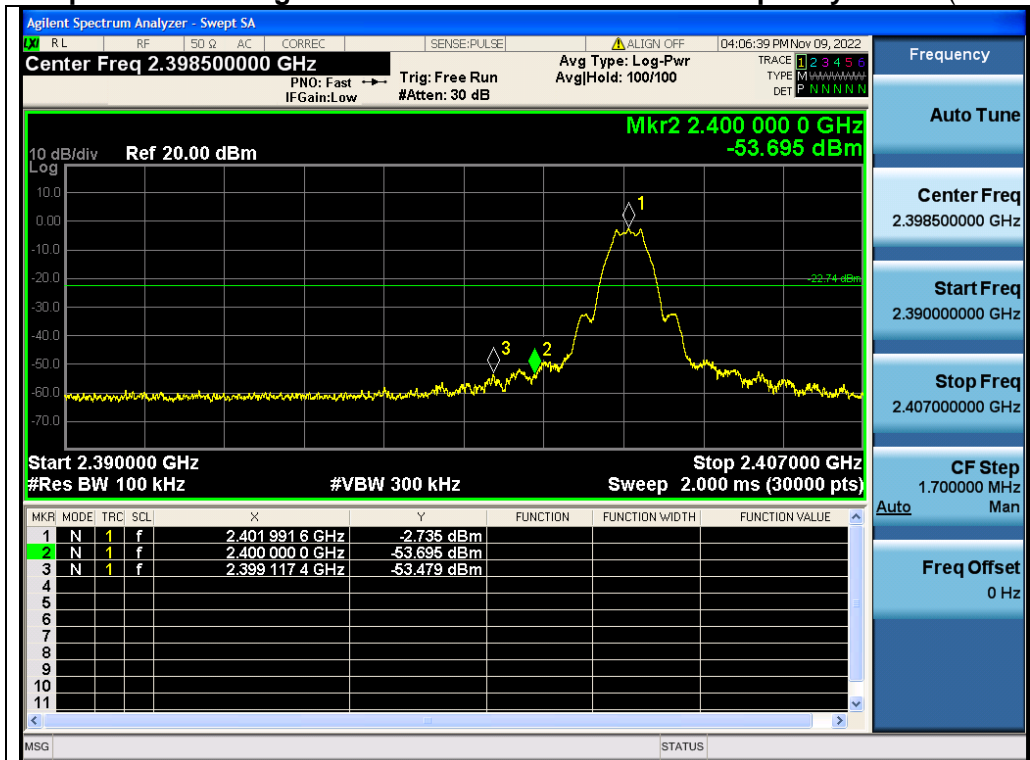 Agilent Spectrum Analyzer - Swept SA
LXI RL RF 50 Ω AC CORREC SENSE:PULSE ALIGN OFF 04:06:39 PM Nov 09, 2022
Center Freq 2.398500000 GHz
PNO: Fast
IFGain:Low
Trig: Free Run
#Atten: 30 dB
Avg Type: Log-Pwr
Avg|Hold: 100/100
TRACE 1 2 3 4 5 6
TYPE M
DET P N N N N N
Mkr2 2.400 000 0 GHz
-53.695 dBm
10 dB/div Ref 20.00 dBm
Log
10.0
0.00
-10.0
-20.0
-30.0
-40.0
-50.0
-60.0
-70.0
1
-22.74 dBm
3
2
Start 2.390000 GHz
Stop 2.407000 GHz
#Res BW 100 kHz
#VBW 300 kHz
Sweep 2.000 ms (30000 pts)
MKR MODE TRC SCL X Y FUNCTION FUNCTION WIDTH FUNCTION VALUE
1 N 1 f 2.401 991 6 GHz -2.735 dBm
2 N 1 f 2.400 000 0 GHz -53.695 dBm
3 N 1 f 2.399 117 4 GHz -53.479 dBm
4
5
6
7
8
9
10
11
MSG
STATUS
Frequency
Auto Tune
Center Freq
2.398500000 GHz
Start Freq
2.390000000 GHz
Stop Freq
2.407000000 GHz
CF Step
1.700000 MHz
Auto Man
Freq Offset
0 Hz